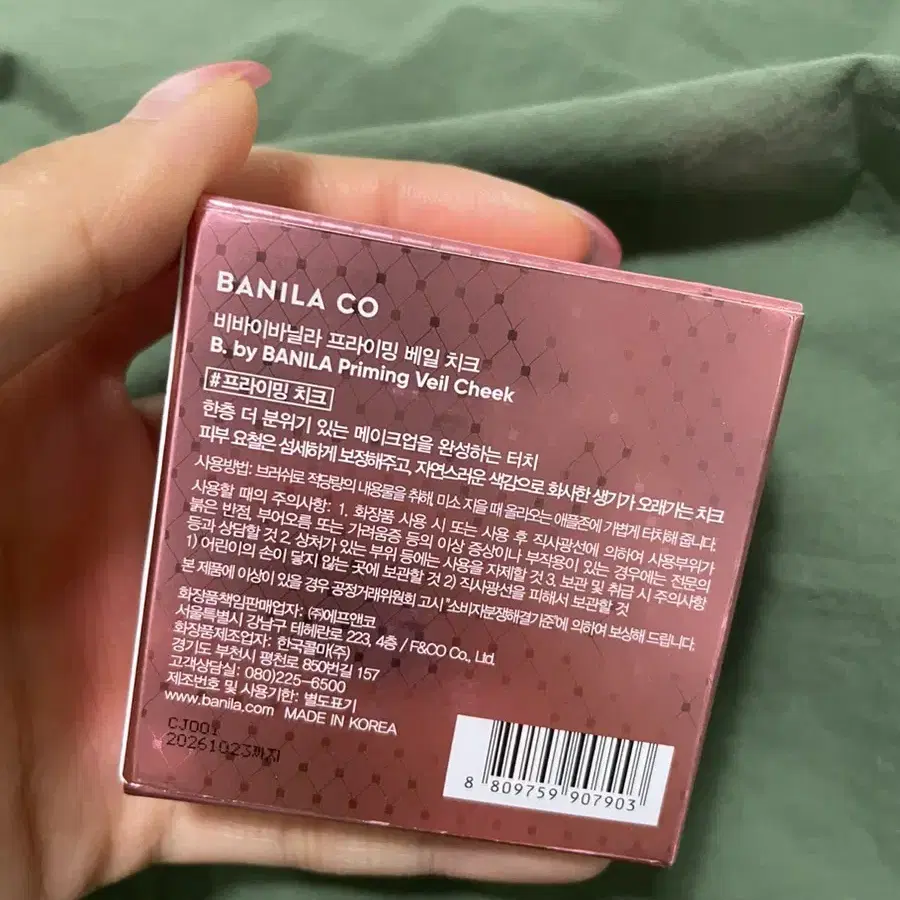 BANILA CO
비바이바닐라 프라이밍 베일 치크
B. by BANILA Priming Veil Cheek
#프라이밍 치크
한층 더 분위기 있는 메이크업을 완성하는 터치
피부 요철은 섬세하게 보정해주고, 자연스러운 색감으로 화사한 생기가 오래가는 치크
사용방법: 브러쉬로 적당량의 내용물을 취해, 미소 지을 때 올라오는 애플존에 가볍게 터치해 줍니다.
사용할 때의 주의사항: 1. 화장품 사용 시 또는 사용 후 직사광선에 의하여 사용부위가
붉은 반점, 부어오름 또는 가려움증 등의 이상 증상이나 부작용이 있는 경우에는 전문의
등과 상담할 것 2. 상처가 있는 부위 등에는 사용을 자제할 것 3. 보관 및 취급 시 주의사항
1) 어린이의 손이 닿지 않는 곳에 보관할 것 2) 직사광선을 피해서 보관할 것
본 제품에 이상이 있을 경우 공정거래위원회 고시 '소비자분쟁해결기준'에 의하여 보상해 드립니다.
화장품책임판매업자: ㈜에프앤코
서울특별시 강남구 테헤란로 223, 4층 / F&CO Co., Ltd.
화장품제조업자: 한국콜마(주)
경기도 부천시 평천로 850번길 157
고객상담실: 080)225-6500
제조번호 및 사용기한: 별도표기
www.banila.com MADE IN KOREA
CJ001
20261023까지
8 809759 907903